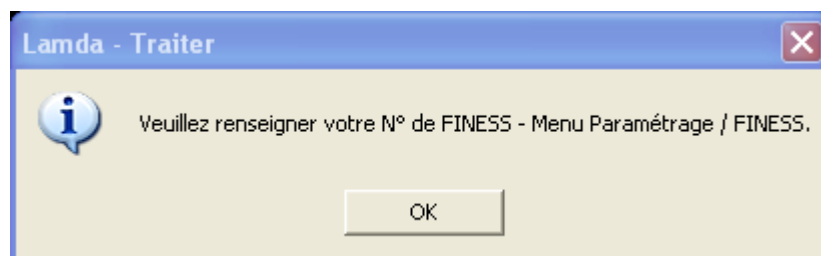 Lamda - Traiter
Veuillez renseigner votre N° de FINESS - Menu Paramétrage / FINESS.
OK